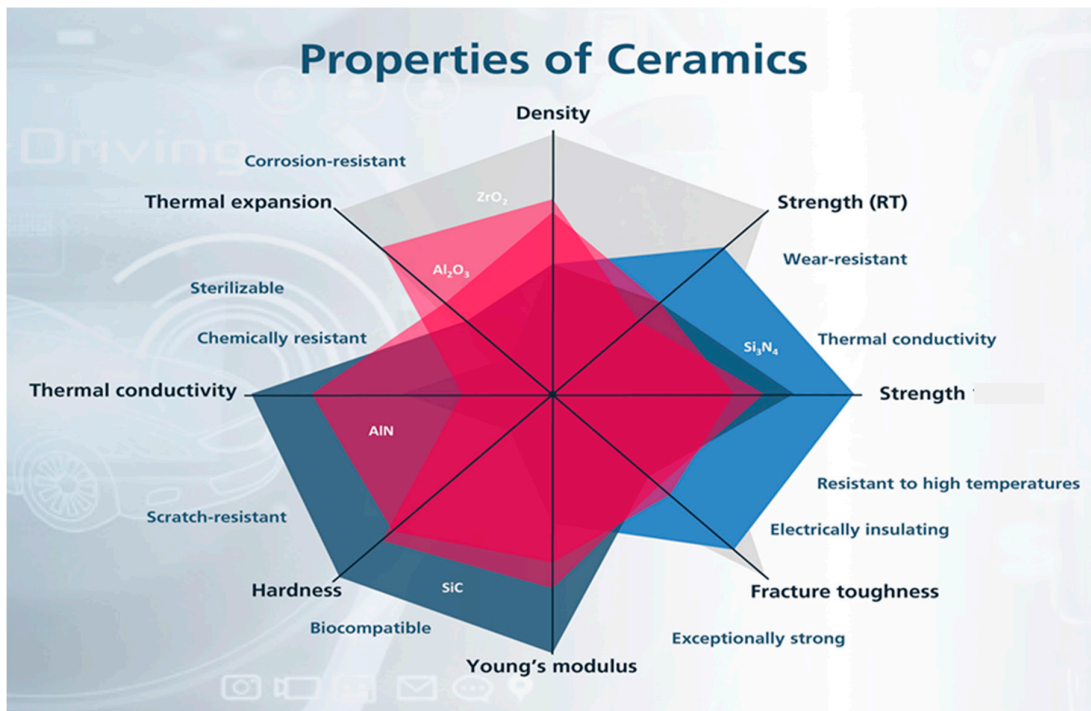 Properties of Ceramics
Density
Corrosion-resistant
Driving
Thermal expansion
ZrO₂
Strength (RT)
Al₂O₃
Wear-resistant
Sterilizable
Chemically resistant
Si₃N₄
Thermal conductivity
Thermal conductivity
Strength
AlN
Resistant to high temperatures
Scratch-resistant
Electrically insulating
Hardness
SiC
Fracture toughness
Biocompatible
Exceptionally strong
Young's modulus